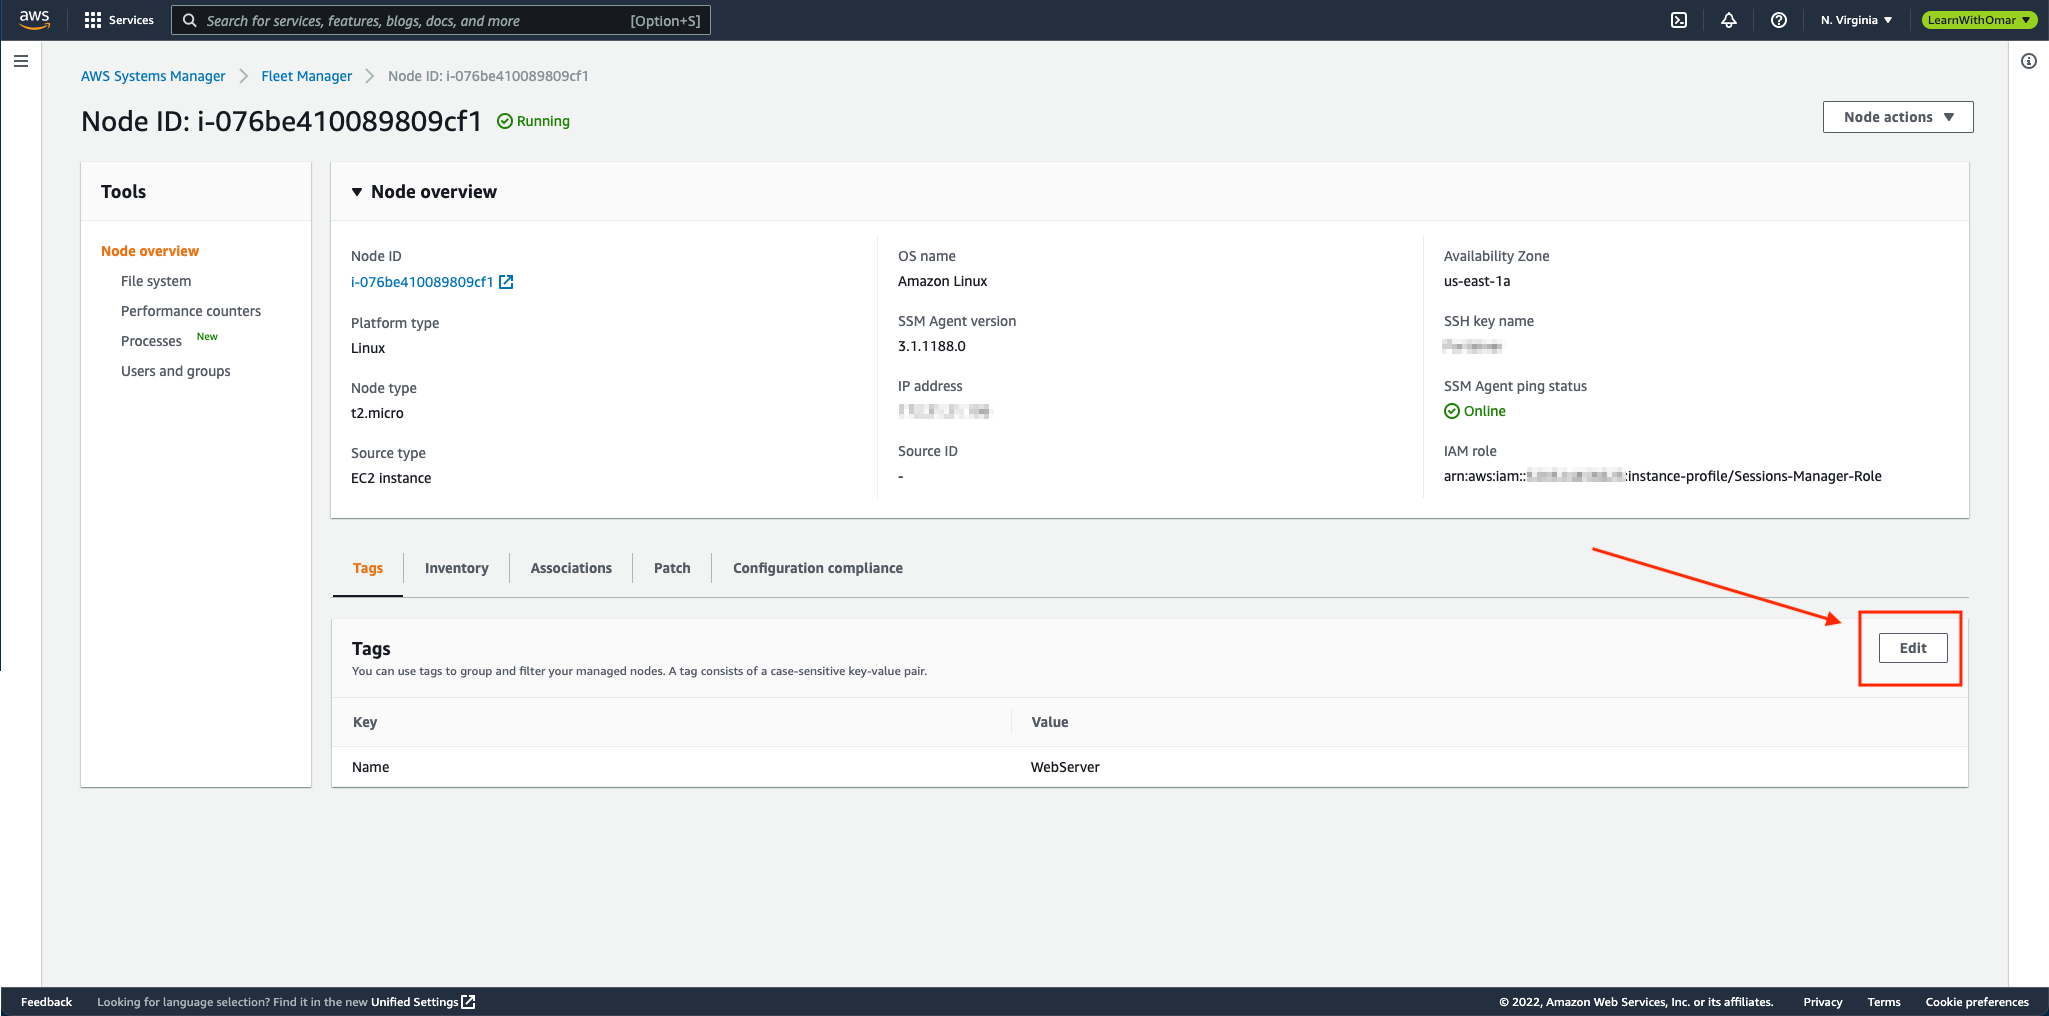 aws Services Search for services, features, blogs, docs, and more [Option+S] N. Virginia LearnWithOmar
AWS Systems Manager Fleet Manager Node ID: i-076be410089809cf1
Node ID: i-076be410089809cf1 Running
Node actions
Tools
Node overview
File system
Performance counters
Processes New
Users and groups
Node overview
Node ID
i-076be410089809cf1
Platform type
Linux
Node type
t2.micro
Source type
EC2 instance
OS name
Amazon Linux
SSM Agent version
3.1.1188.0
IP address
Source ID
-
Availability Zone
us-east-1a
SSH key name
SSM Agent ping status
Online
IAM role
arn:aws:iam:: :instance-profile/Sessions-Manager-Role
Tags Inventory Associations Patch Configuration compliance
Tags
You can use tags to group and filter your managed nodes. A tag consists of a case-sensitive key-value pair.
Edit
Key Value
Name WebServer
Feedback Looking for language selection? Find it in the new Unified Settings © 2022, Amazon Web Services, Inc. or its affiliates. Privacy Terms Cookie preferences